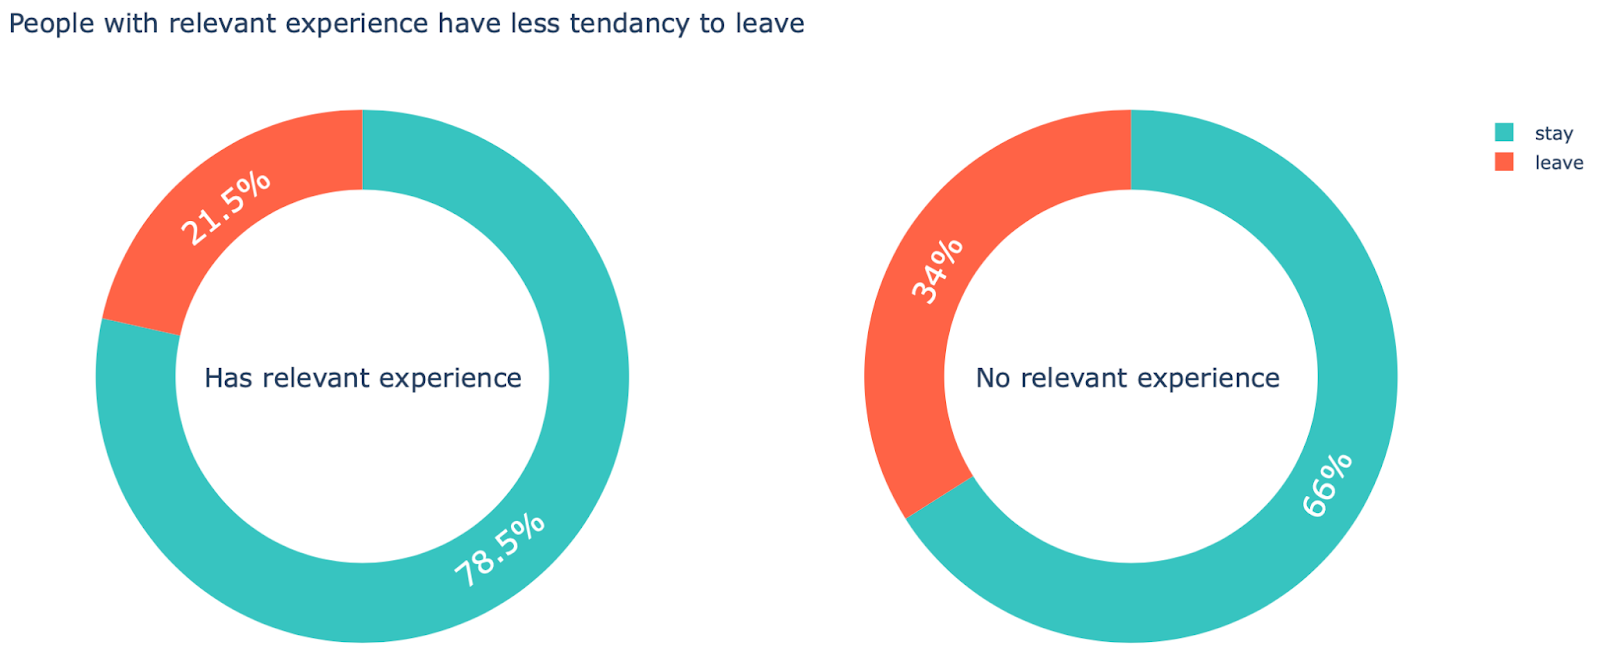 People with relevant experience have less tendancy to leave
21.5%
Has relevant experience
78.5%
34%
No relevant experience
66%
stay
leave